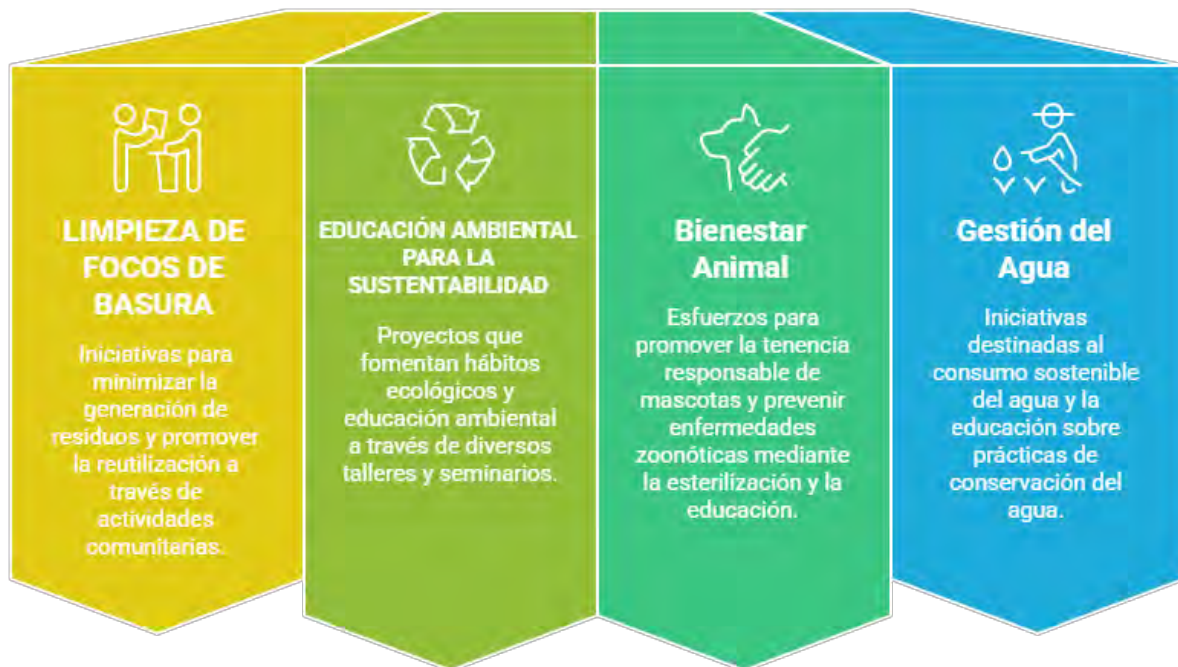 LIMPIEZA DE
FOCOS DE
BASURA
Iniciativas para
minimizar la
generación de
residuos y promover
la reutilización a
través de
actividades
comunitarias.
EDUCACIÓN AMBIENTAL
PARA LA
SUSTENTABILIDAD
Proyectos que
fomentan hábitos
ecológicos y
educación ambiental
a través de diversos
talleres y seminarios.
Bienestar
Animal
Esfuerzos para
promover la tenencia
responsable de
mascotas y prevenir
enfermedades
zoonóticas mediante
la esterilización y la
educación.
Gestión del
Agua
Iniciativas
destinadas al
consumo sostenible
del agua y la
educación sobre
prácticas de
conservación del
agua.